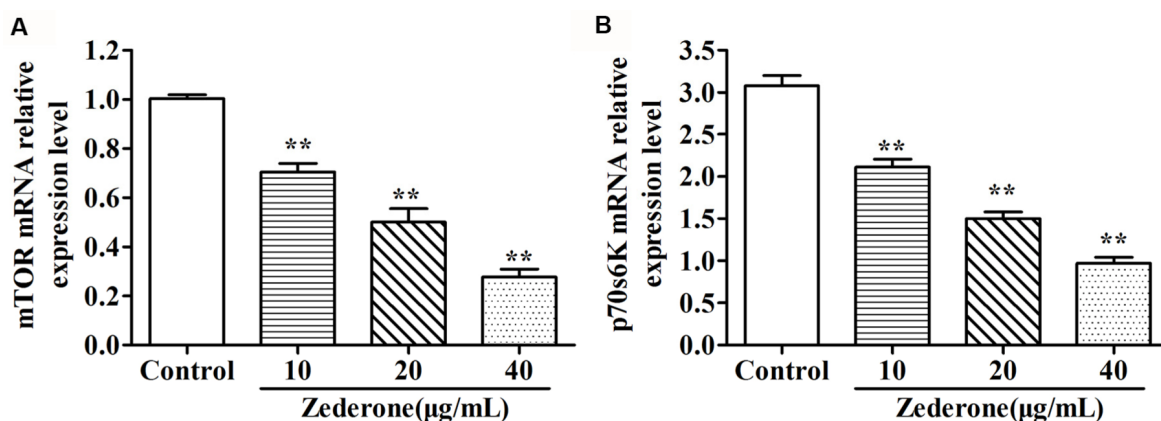 A
mTOR mRNA relative
expression level
1.2
1.0
0.8
0.6
0.4
0.2
0.0
**
**
**
Control
10
20
40
Zederone(μg/mL)
B
p70s6K mRNA relative
expression level
3.5
3.0
2.5
2.0
1.5
1.0
0.5
0.0
**
**
**
Control
10
20
40
Zederone(μg/mL)